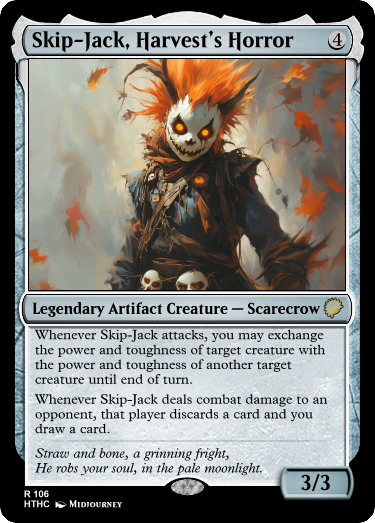 Skip-Jack, Harvest's Horror 4
Legendary Artifact Creature — Scarecrow
Whenever Skip-Jack attacks, you may exchange
the power and toughness of target creature with
the power and toughness of another target
creature until end of turn.
Whenever Skip-Jack deals combat damage to an
opponent, that player discards a card and you
draw a card.
Straw and bone, a grinning fright,
He robs your soul, in the pale moonlight.
3/3
R 106
HTHC MIDJOURNEY